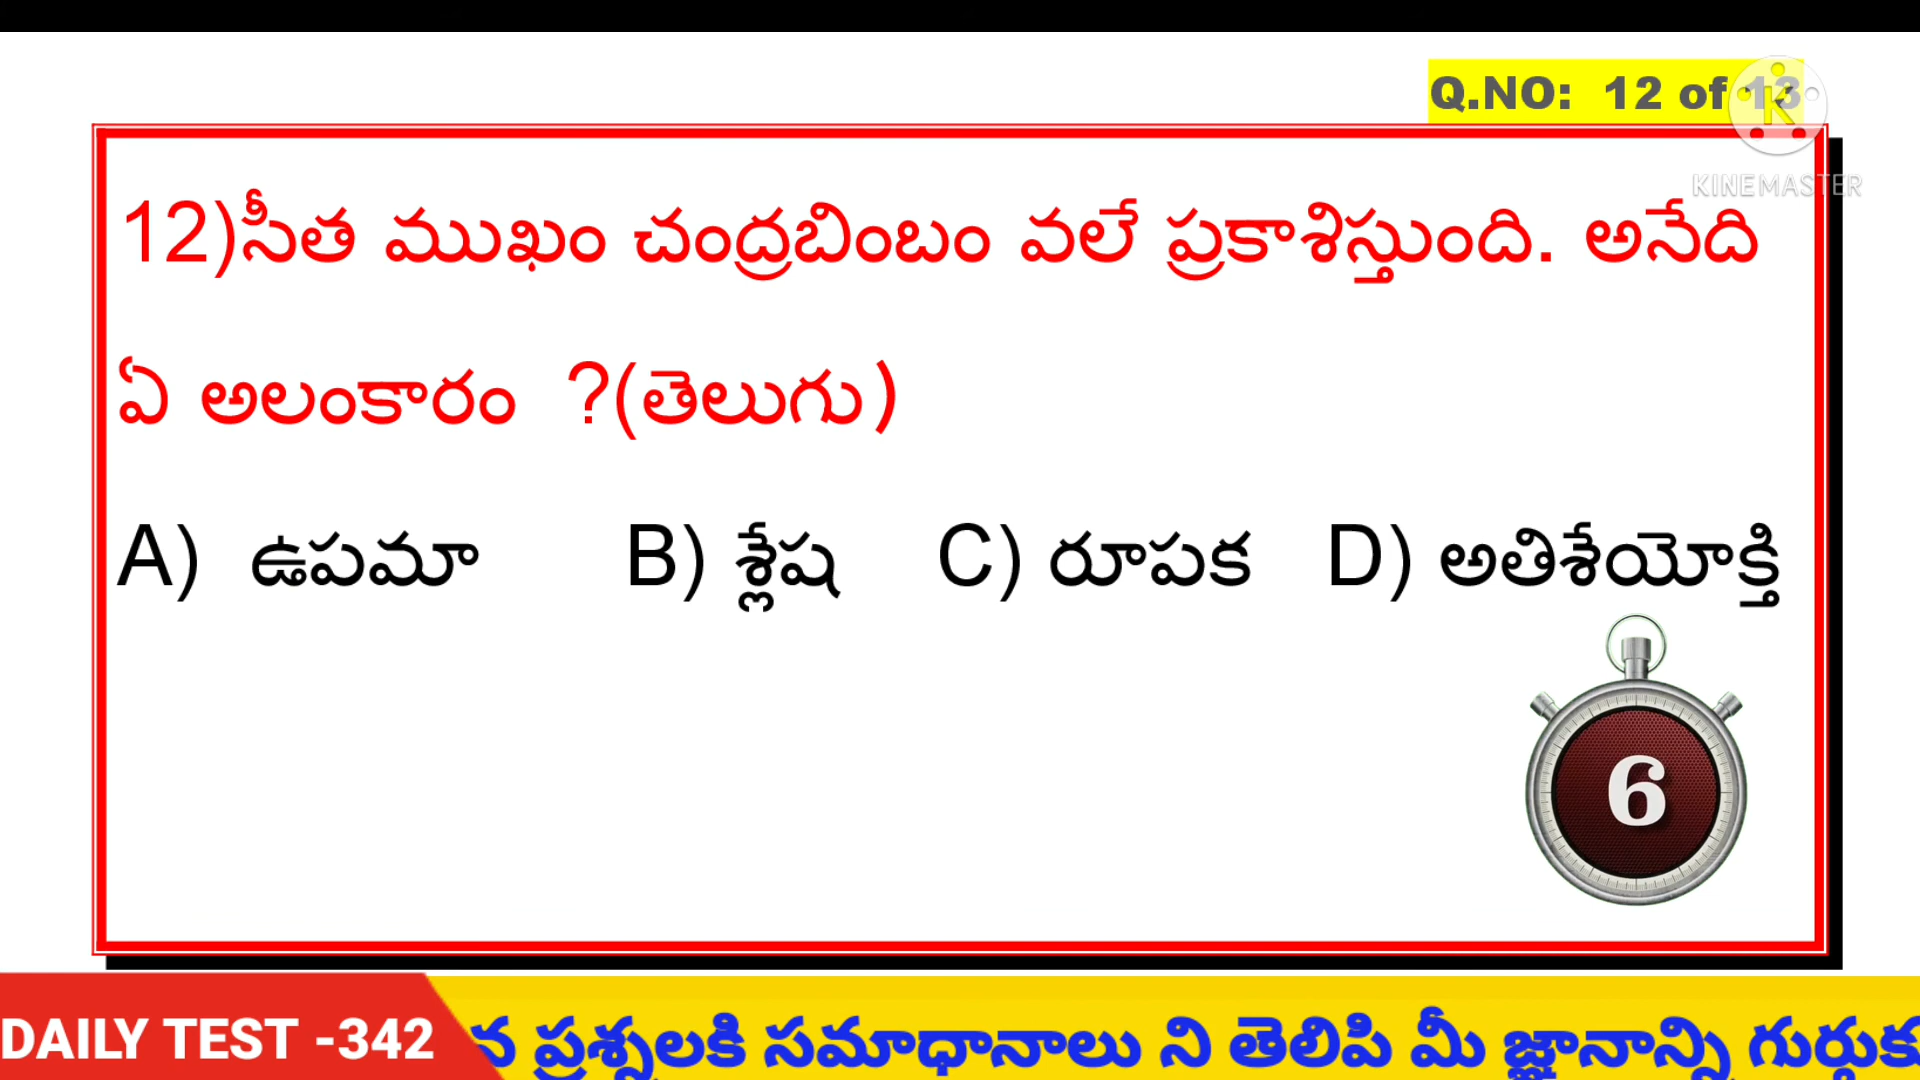 Q.NO: 12 of 13
KINEMASTER
12)సీత ముఖం చంద్రబింబం వలే ప్రకాశిస్తుంది. అనేది
ఏ అలంకారం ?(తెలుగు)
A) ఉపమా B) శ్లేష C) రూపక D) అతిశేయోక్తి
6
DAILY TEST -342 న ప్రశ్నలకి సమాధానాలు ని తెలిపి మీ జ్ఞానాన్ని గుర్తుకు